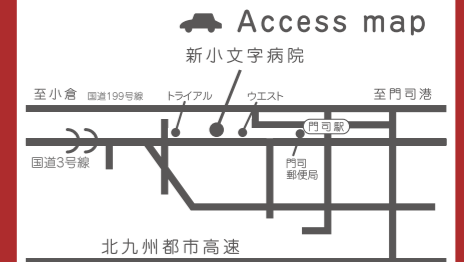 Access map
新小文字病院
至小倉 国道199号線 トライアル ウエスト 至門司港
門司駅
国道3号線
門司
郵便局
北九州都市高速